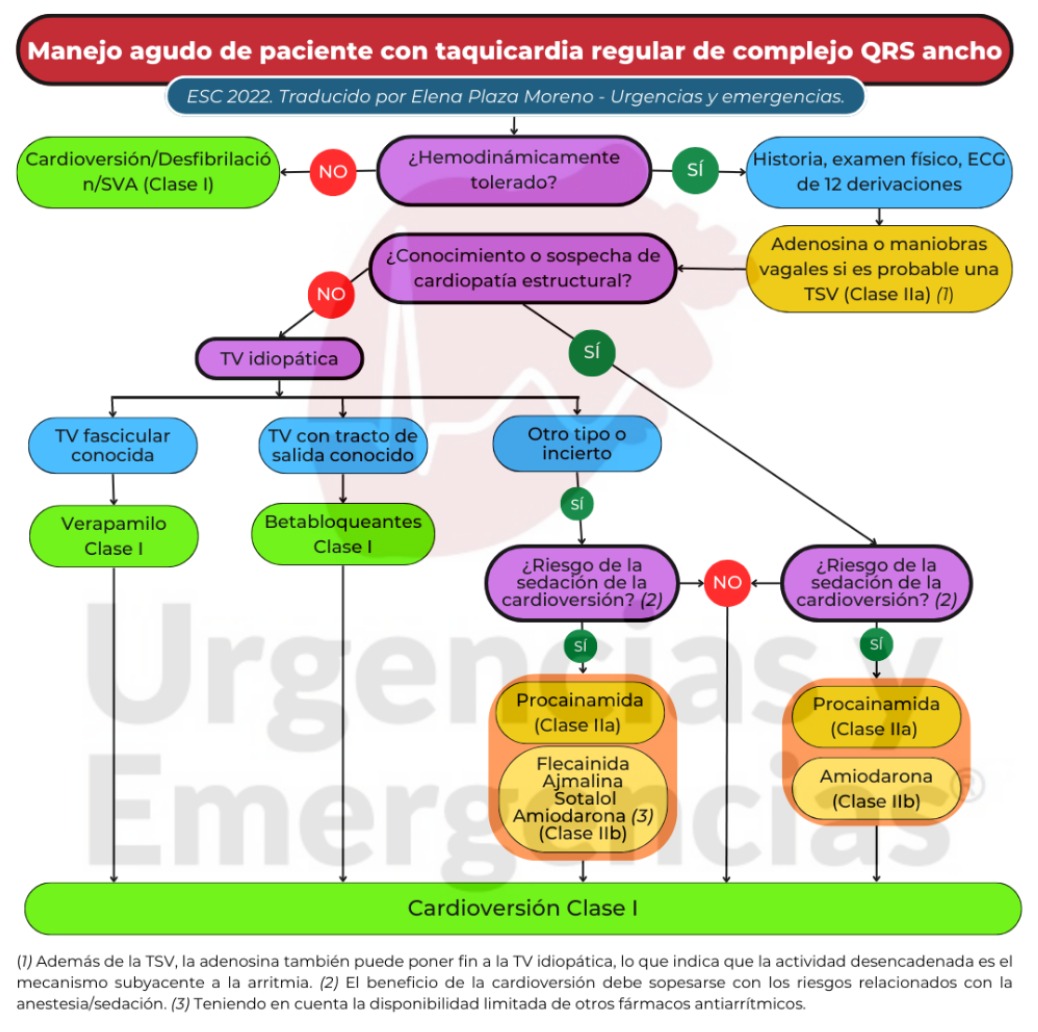 Manejo agudo de paciente con taquicardia regular de complejo QRS ancho
ESC 2022. Traducido por Elena Plaza Moreno - Urgencias y emergencias.
Cardioversión/Desfibrilació
n/SVA (Clase I)
NO
¿Hemodinámicamente
tolerado?
SÍ
Historia, examen físico, ECG
de 12 derivaciones
Adenosina o maniobras
vagales si es probable una
TSV (Clase IIa) (1)
¿Conocimiento o sospecha de
cardiopatía estructural?
NO
SÍ
TV idiopática
TV fascicular
conocida
TV con tracto de
salida conocido
Otro tipo o
incierto
Verapamilo
Clase I
Betabloqueantes
Clase I
SÍ
¿Riesgo de la
sedación de la
cardioversión? (2)
NO
¿Riesgo de la
sedación de la
cardioversión? (2)
SÍ
SÍ
Procainamida
(Clase IIa)
Flecainida
Ajmalina
Sotalol
Amiodarona (3)
(Clase IIb)
Procainamida
(Clase IIa)
Amiodarona
(Clase IIb)
Urgencias y
Emergencias®
Cardioversión Clase I
(1) Además de la TSV, la adenosina también puede poner fin a la TV idiopática, lo que indica que la actividad desencadenada es el
mecanismo subyacente a la arritmia. (2) El beneficio de la cardioversión debe sopesarse con los riesgos relacionados con la
anestesia/sedación. (3) Teniendo en cuenta la disponibilidad limitada de otros fármacos antiarrítmicos.